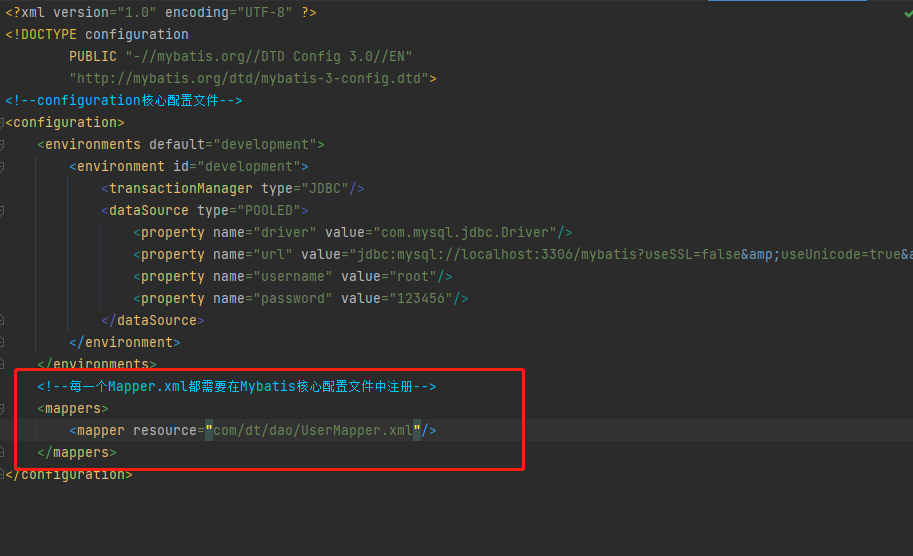 <?xml version="1.0" encoding="UTF-8" ?>
<!DOCTYPE configuration
PUBLIC "-//mybatis.org//DTD Config 3.0//EN"
"http://mybatis.org/dtd/mybatis-3-config.dtd">
<!--configuration核心配置文件-->
<configuration>
<environments default="development">
<environment id="development">
<transactionManager type="JDBC"/>
<dataSource type="POOLED">
<property name="driver" value="com.mysql.jdbc.Driver"/>
<property name="url" value="jdbc:mysql://localhost:3306/mybatis?useSSL=false&amp;useUnicode=true&a
<property name="username" value="root"/>
<property name="password" value="123456"/>
</dataSource>
</environment>
</environments>
<!--每一个Mapper.xml都需要在Mybatis核心配置文件中注册-->
<mappers>
<mapper resource="com/dt/dao/UserMapper.xml"/>
</mappers>
</configuration>